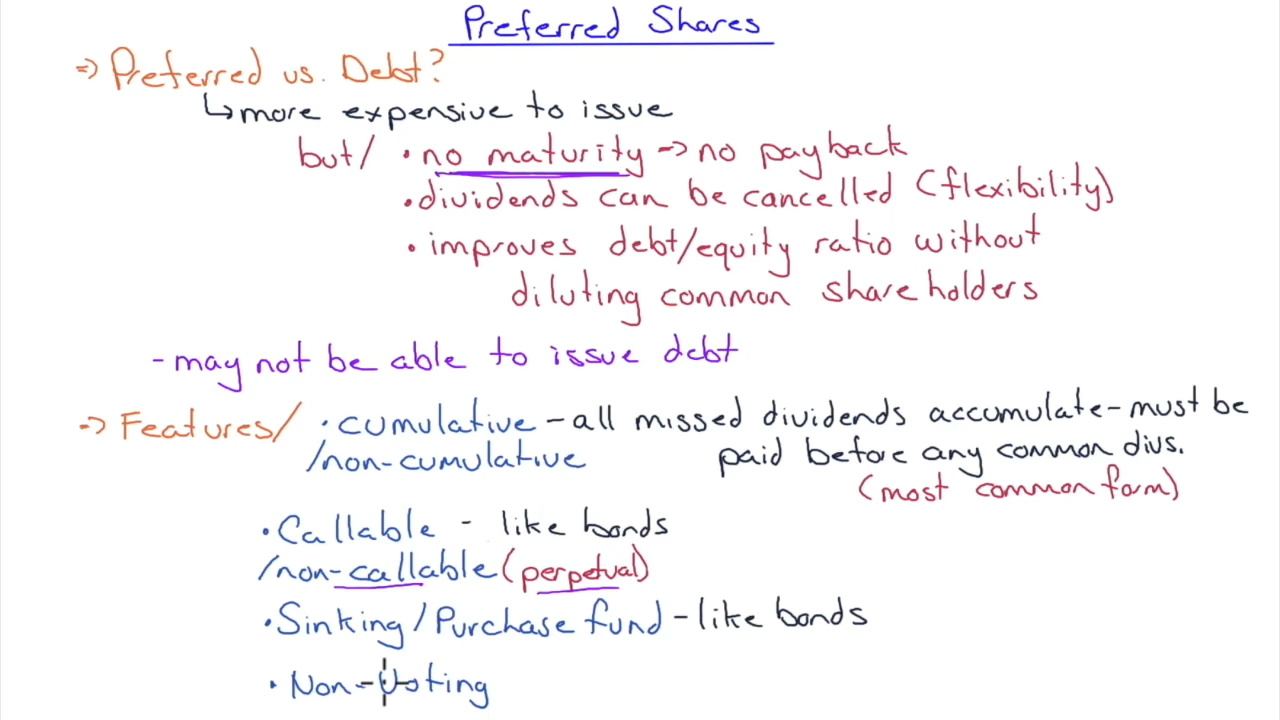 Preferred Shares
=> Preferred vs. Debt?
↳more expensive to issue
but/ • no maturity -> no payback
• dividends can be cancelled (flexibility)
• improves debt/equity ratio without
diluting common shareholders
- may not be able to issue debt
=> Features/ • cumulative - all missed dividends accumulate - must be
/non-cumulative paid before any common divs.
(most common form)
• Callable - like bonds
/non-callable (perpetual)
• Sinking / Purchase fund - like bonds
• Non-Voting